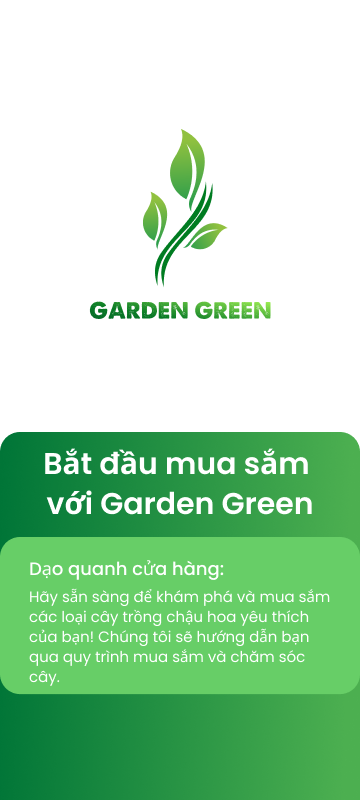 GARDEN GREEN
Bắt đầu mua sắm
với Garden Green
Dạo quanh cửa hàng:
Hãy sẵn sàng để khám phá và mua sắm
các loại cây trồng chậu hoa yêu thích
của bạn! Chúng tôi sẽ hướng dẫn bạn
qua quy trình mua sắm và chăm sóc
cây.